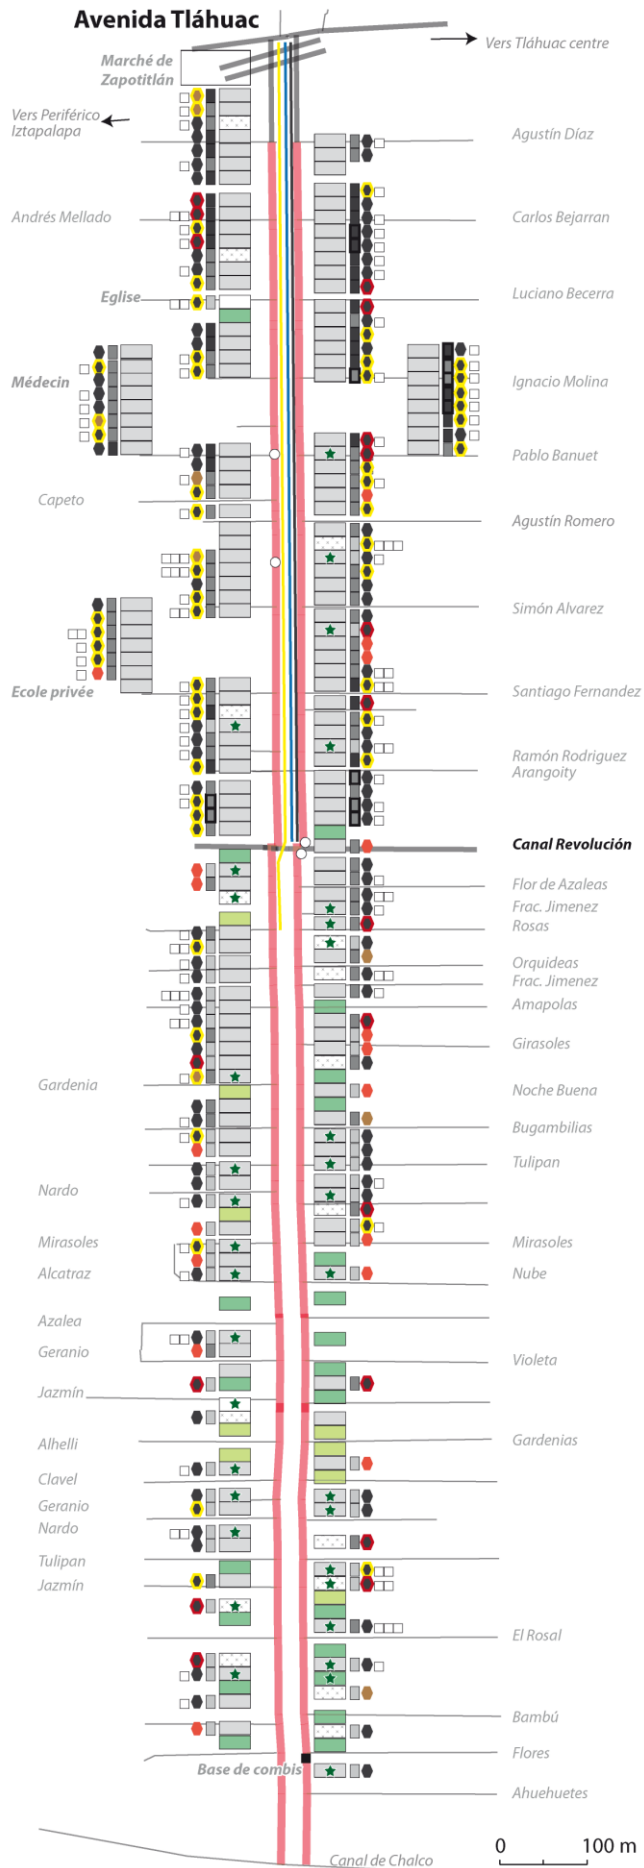 Avenida Tláhuac
Vers Tláhuac centre
Marché de
Zapotitlán
Vers Periférico
Iztapalapa
Agustín Díaz
Andrés Mellado
Carlos Bejarran
Eglise
Luciano Becerra
Médecin
Ignacio Molina
Pablo Banuet
Capeto
Agustín Romero
Simón Alvarez
Ecole privée
Santiago Fernandez
Ramón Rodriguez
Arangoity
Canal Revolución
Flor de Azaleas
Frac. Jimenez
Rosas
Orquideas
Frac. Jimenez
Amapolas
Girasoles
Gardenia
Noche Buena
Bugambilias
Tulipan
Nardo
Mirasoles
Mirasoles
Alcatraz
Nube
Azalea
Geranio
Violeta
Jazmín
Alhelli
Gardenias
Clavel
Geranio
Nardo
Tulipan
Jazmín
El Rosal
Bambú
Flores
Base de combis
Ahuehuetes
Canal de Chalco
0 100 m